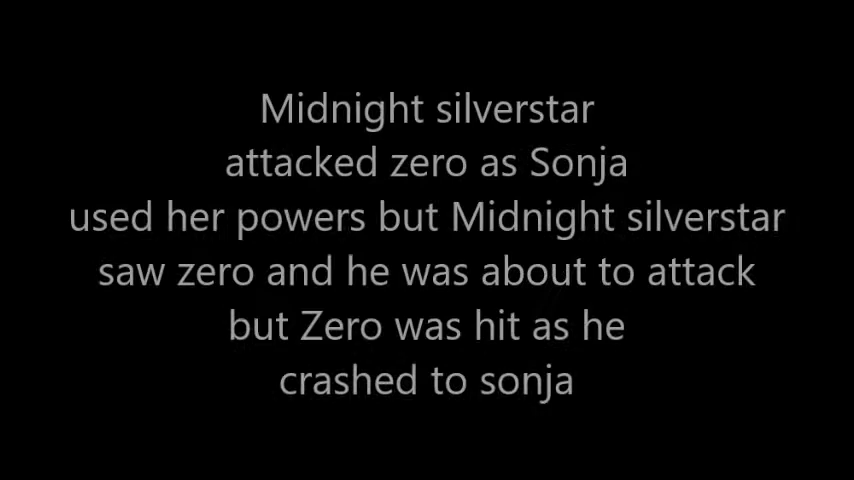 Midnight silverstar
attacked zero as Sonja
used her powers but Midnight silverstar
saw zero and he was about to attack
but Zero was hit as he
crashed to sonja